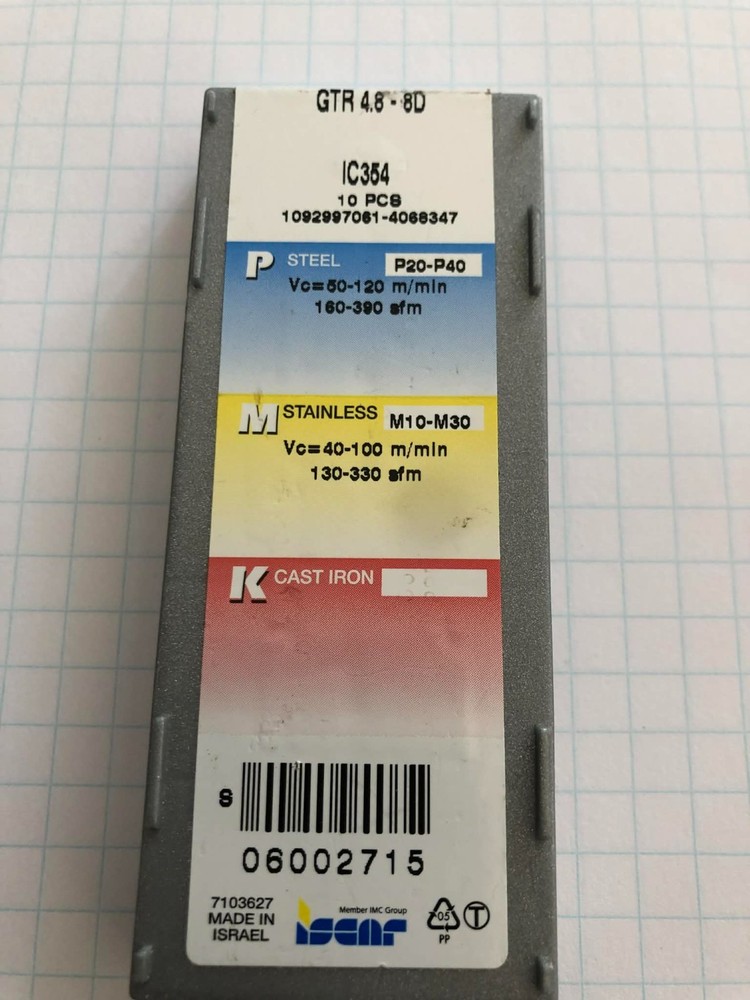 GTR 4.8 - 8D
IC354
10 PCS
1092997061-4068347
P STEEL P20-P40
Vc=50-120 m/min
160-390 sfm
M STAINLESS M10-M30
Vc=40-100 m/min
130-330 sfm
K CAST IRON
S
06002715
7103627
MADE IN
ISRAEL
Member IMC Group
iscar
05
PP
T